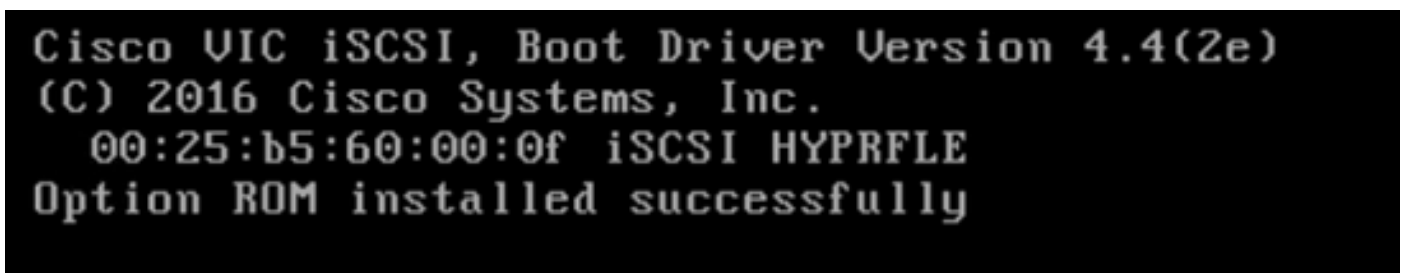 Cisco VIC iSCSI, Boot Driver Version 4.4(2e)
(C) 2016 Cisco Systems, Inc.
00:25:b5:60:00:0f iSCSI HYPRFLE
Option ROM installed successfully